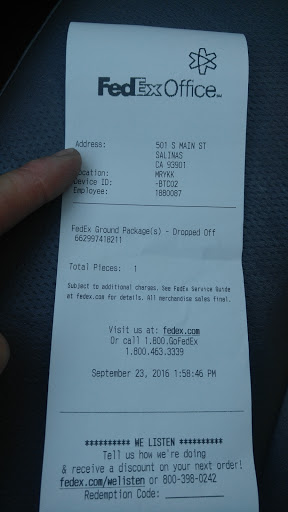 FedEx Office
Address: 501 S MAIN ST
SALINAS
CA 93901
Location: MRYKK
Device ID: -BTC02
Employee: 1880087
FedEx Ground Package(s) - Dropped Off
662997418211
Total Pieces: 1
Subject to additional charges. See FedEx Service Guide
at fedex.com for details. All merchandise sales final.
Visit us at: fedex.com
Or call 1.800.GoFedEx
1.800.463.3339
September 23, 2016 1:58:46 PM
********** WE LISTEN **********
Tell us how we're doing
& receive a discount on your next order!
fedex.com/welisten or 800-398-0242
Redemption Code: ___________